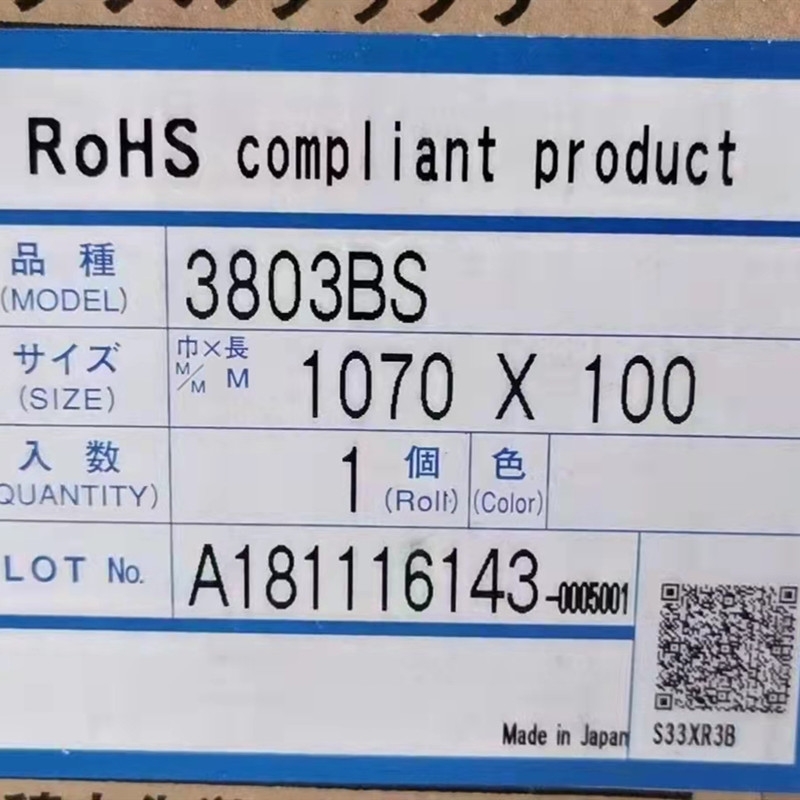 RoHS compliant product
品種
(MODEL)
3803BS
サイズ
(SIZE)
巾×長
M/M M
1070 X 100
入数
QUANTITY)
1
個
(Roll)
色
(Color)
LOT No.
A181116143-0005001
Made in Japan
S33XR3B